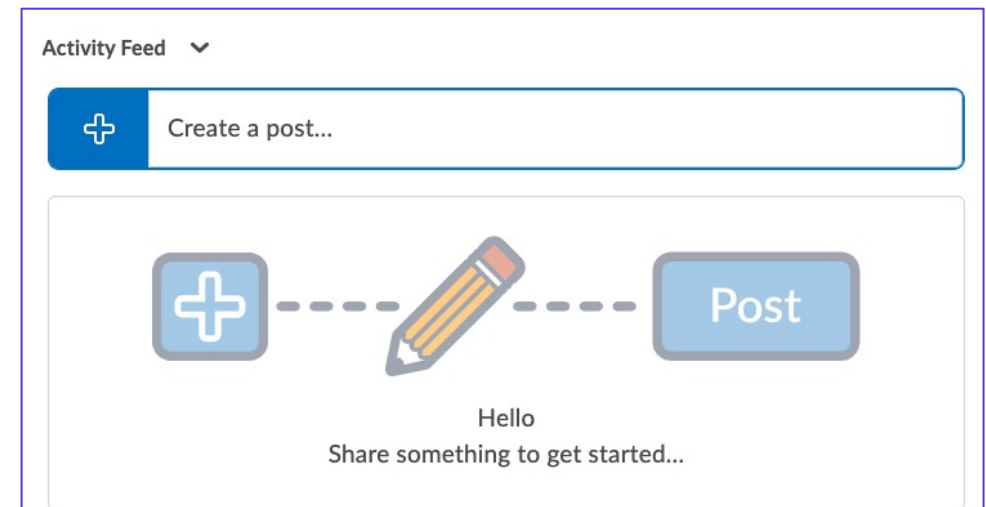 Activity Feed
Create a post...
Post
Hello
Share something to get started...